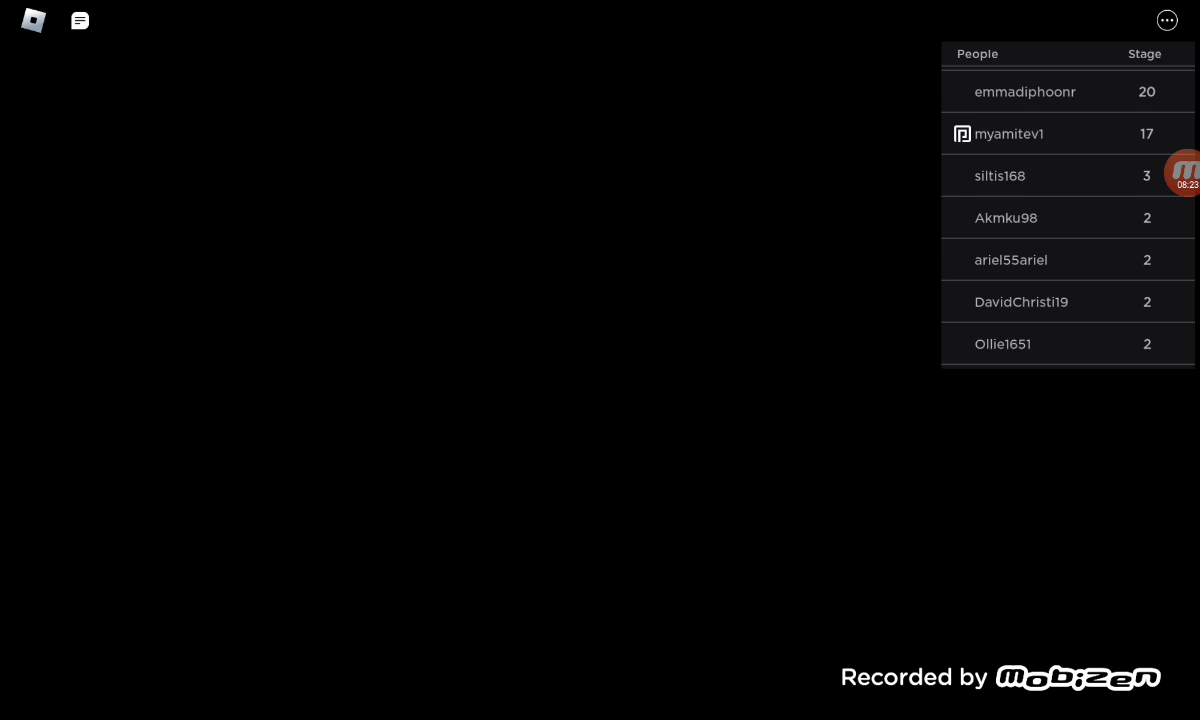 People Stage
emmadiphoonr 20
myamitev1 17
siltis168 3
08:23
Akmku98 2
ariel55ariel 2
DavidChristi19 2
Ollie1651 2
Recorded by mobizen